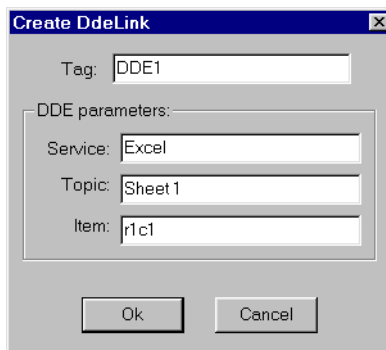 Create DdeLink
Tag: DDE1
DDE parameters:
Service: Excel
Topic: Sheet1
Item: r1c1
Ok Cancel